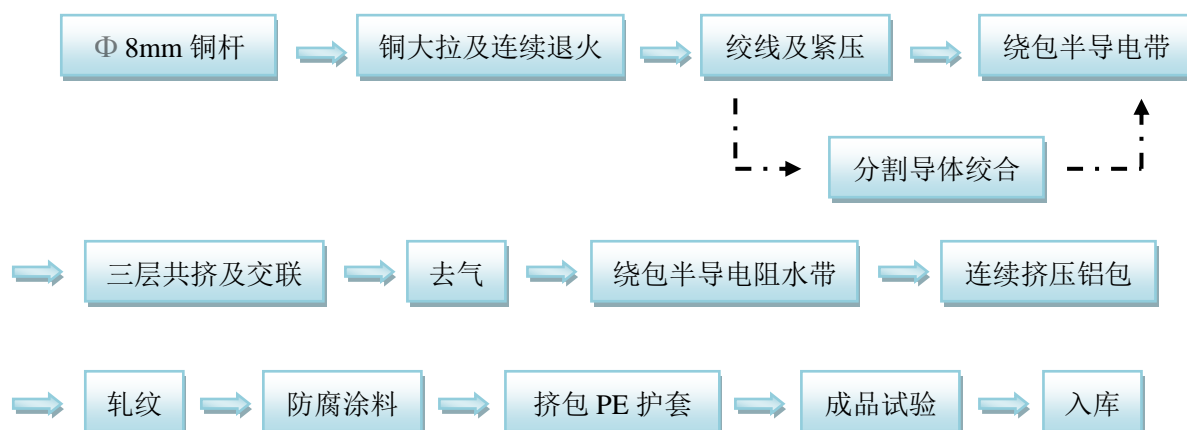 Φ 8mm 铜杆
铜大拉及连续退火
绞线及紧压
绕包半导电带
分割导体绞合
三层共挤及交联
去气
绕包半导电阻水带
连续挤压铝包
轧纹
防腐涂料
挤包 PE 护套
成品试验
入库